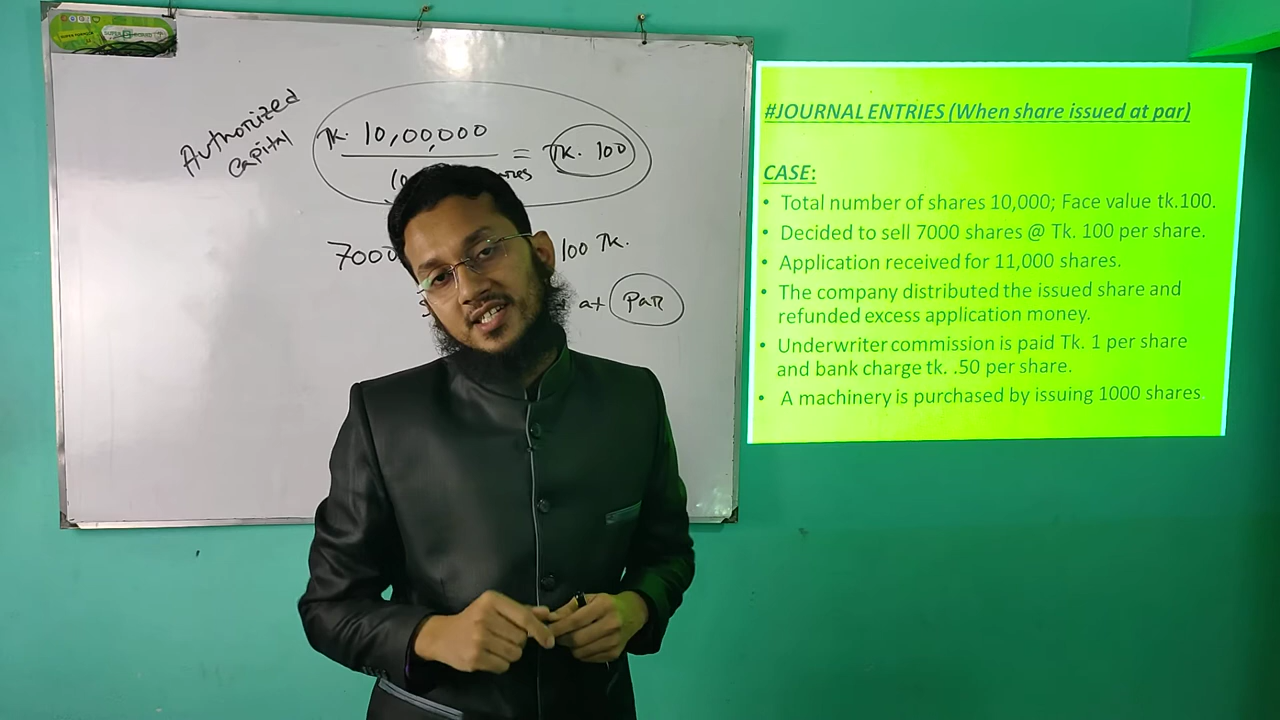 Authorized
capital
Tk. 10,00,000
= Tk. 100
7000
100 Tk.
at Par
#JOURNAL ENTRIES (When share issued at par)
CASE:
• Total number of shares 10,000; Face value tk.100.
• Decided to sell 7000 shares @ Tk. 100 per share.
• Application received for 11,000 shares.
• The company distributed the issued share and
refunded excess application money.
• Underwriter commission is paid Tk. 1 per share
and bank charge tk. .50 per share.
• A machinery is purchased by issuing 1000 shares